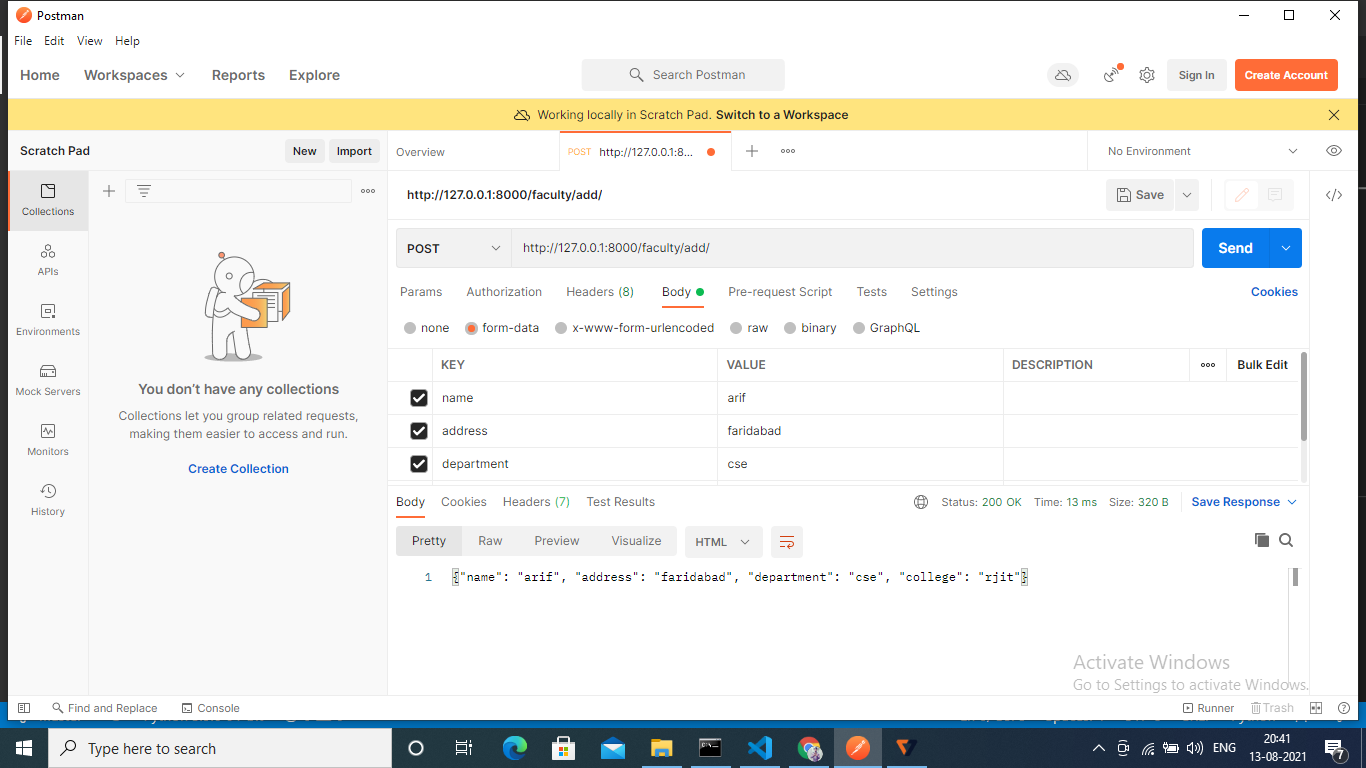 Postman
File Edit View Help
Home Workspaces Reports Explore Search Postman Sign In Create Account
Working locally in Scratch Pad. Switch to a Workspace
Scratch Pad New Import
Overview POST http://127.0.0.1:8... No Environment
http://127.0.0.1:8000/faculty/add/ Save
POST http://127.0.0.1:8000/faculty/add/ Send
Params Authorization Headers (8) Body Pre-request Script Tests Settings Cookies
none form-data x-www-form-urlencoded raw binary GraphQL
KEY VALUE DESCRIPTION Bulk Edit
name arif
address faridabad
department cse
Collections
APIs
Environments
Mock Servers
Monitors
History
You don't have any collections
Collections let you group related requests,
making them easier to access and run.
Create Collection
Body Cookies Headers (7) Test Results Status: 200 OK Time: 13 ms Size: 320 B Save Response
Pretty Raw Preview Visualize HTML
1 {"name": "arif", "address": "faridabad", "department": "cse", "college": "rjit"}
Activate Windows
Go to Settings to activate Windows.
Find and Replace Console Runner Trash
Type here to search
ENG
20:41
13-08-2021
7